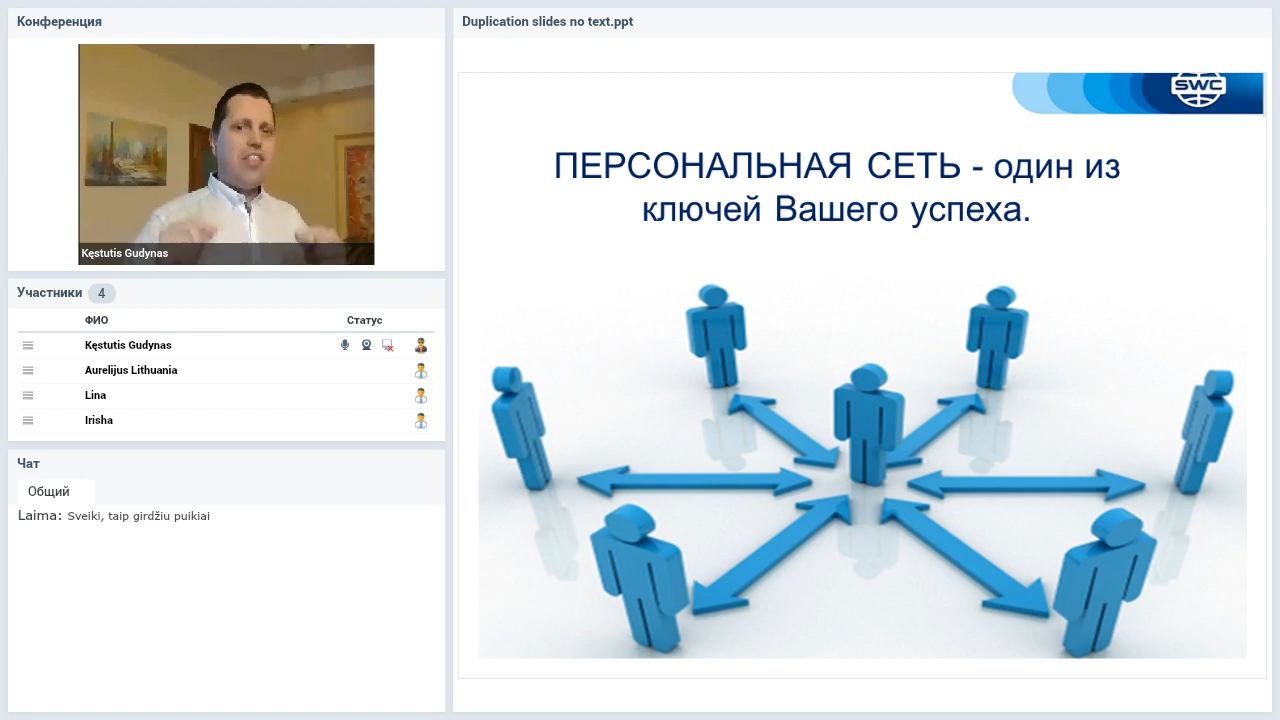 Конференция
Kęstutis Gudynas
Участники 4
ФИО Статус
Kęstutis Gudynas
Aurelijus Lithuania
Lina
Irisha
Чат
Общий
Laima: Sveiki, taip girdžiu puikiai
Duplication slides no text.ppt
SWC
ПЕРСОНАЛЬНАЯ СЕТЬ - один из
ключей Вашего успеха.